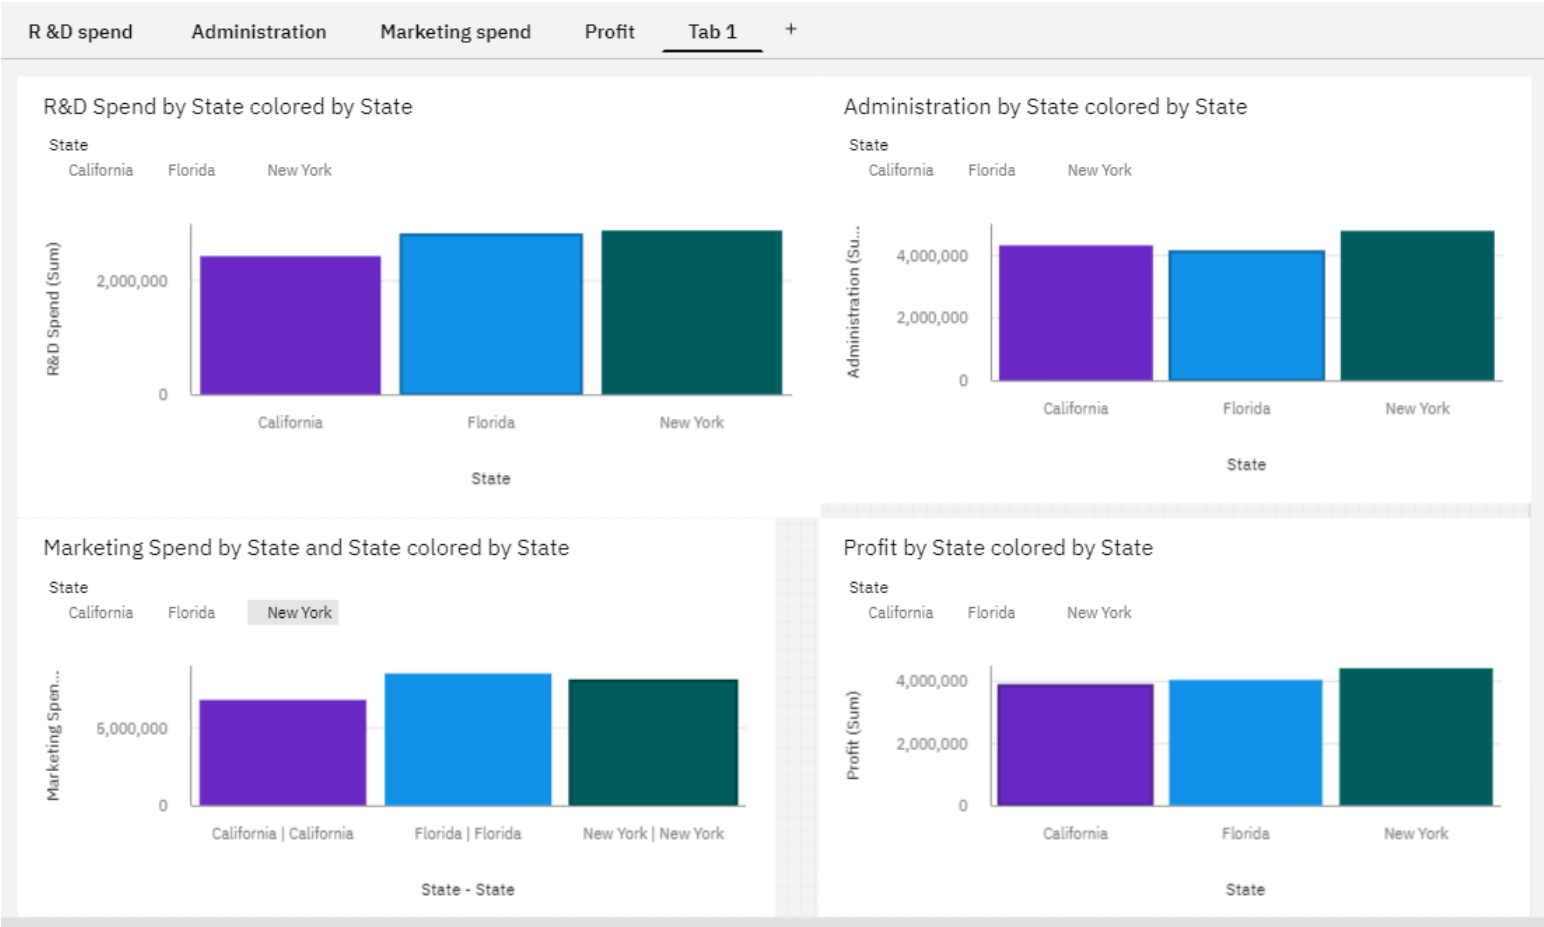 R &D spend Administration Marketing spend Profit Tab 1 +
R&D Spend by State colored by State
State
California Florida New York
R&D Spend (Sum)
2,000,000
0
California Florida New York
State
Administration by State colored by State
State
California Florida New York
Administration (Su...
4,000,000
2,000,000
0
California Florida New York
State
Marketing Spend by State and State colored by State
State
California Florida New York
Marketing Spen...
5,000,000
0
California | California Florida | Florida New York | New York
State - State
Profit by State colored by State
State
California Florida New York
Profit (Sum)
4,000,000
2,000,000
0
California Florida New York
State